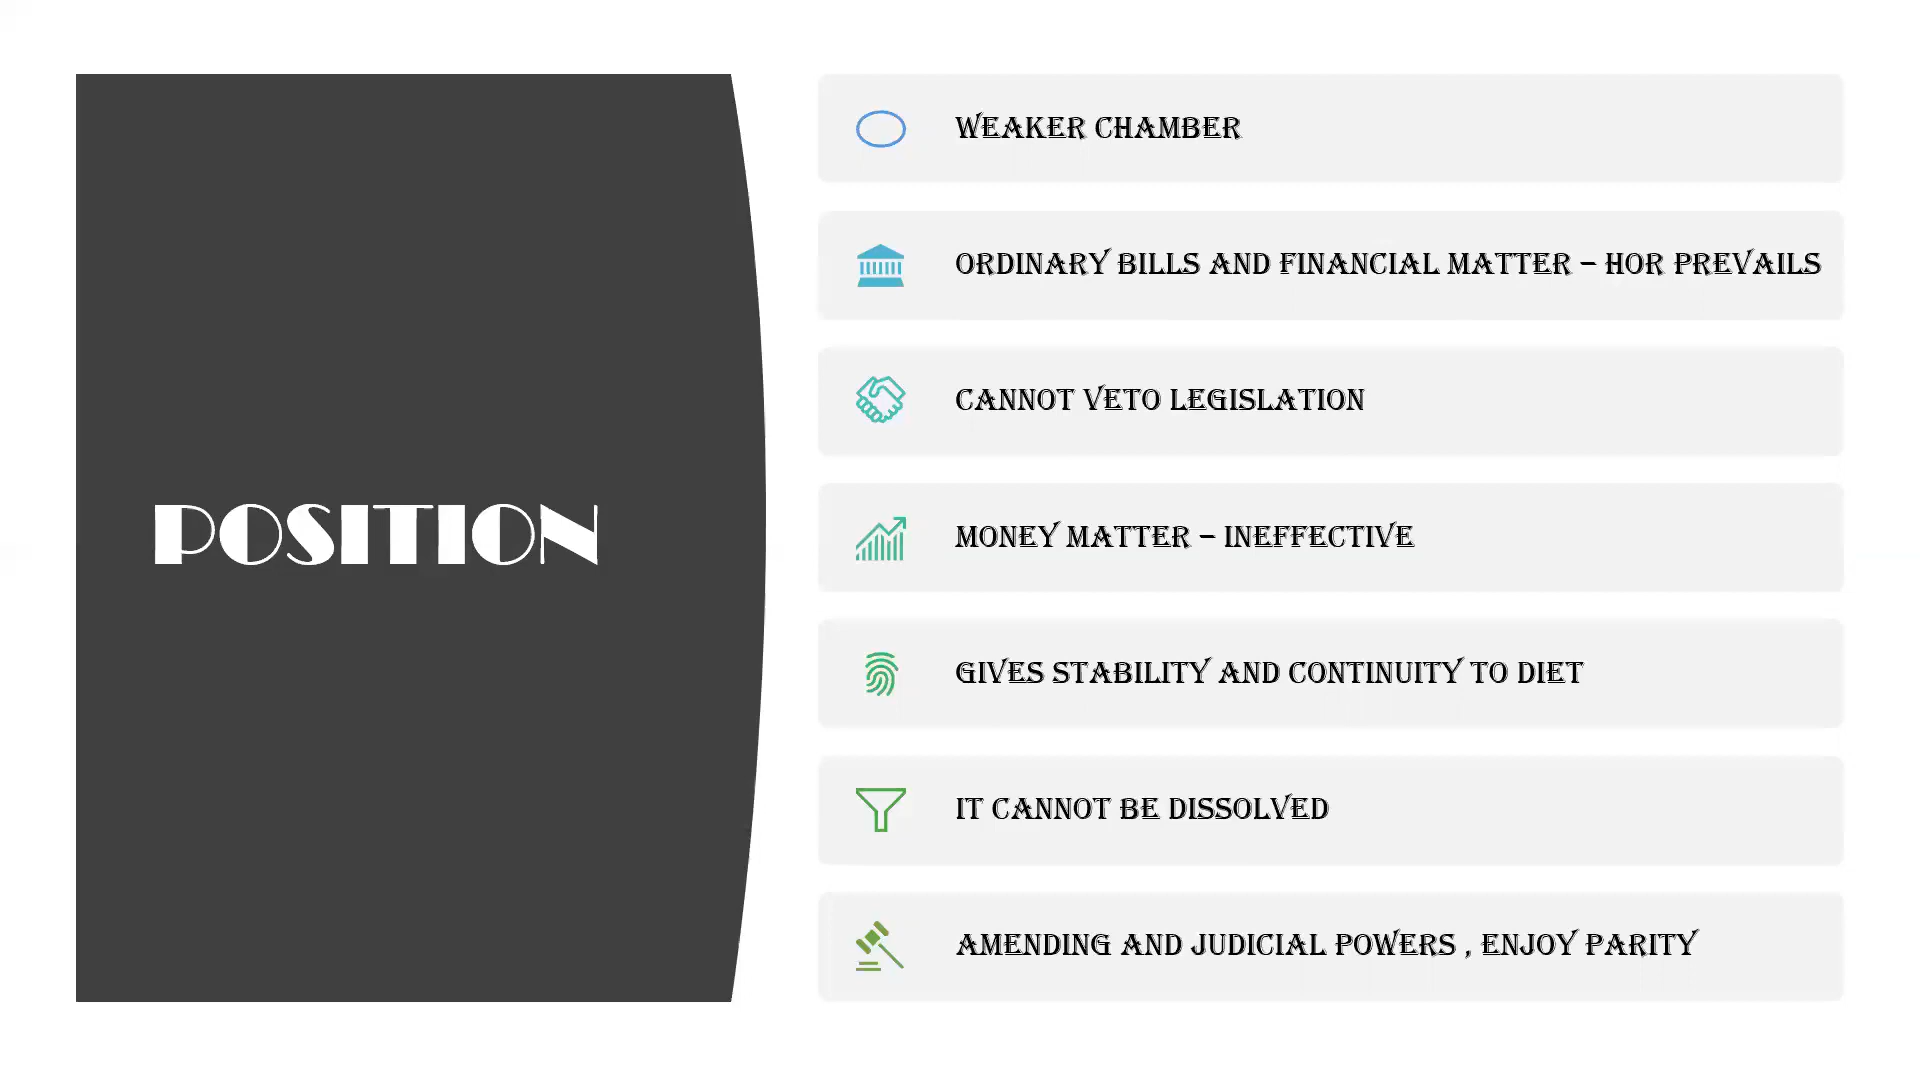 POSITION
WEAKER CHAMBER
ORDINARY BILLS AND FINANCIAL MATTER – HOR PREVAILS
CANNOT VETO LEGISLATION
MONEY MATTER – INEFFECTIVE
GIVES STABILITY AND CONTINUITY TO DIET
IT CANNOT BE DISSOLVED
AMENDING AND JUDICIAL POWERS , ENJOY PARITY